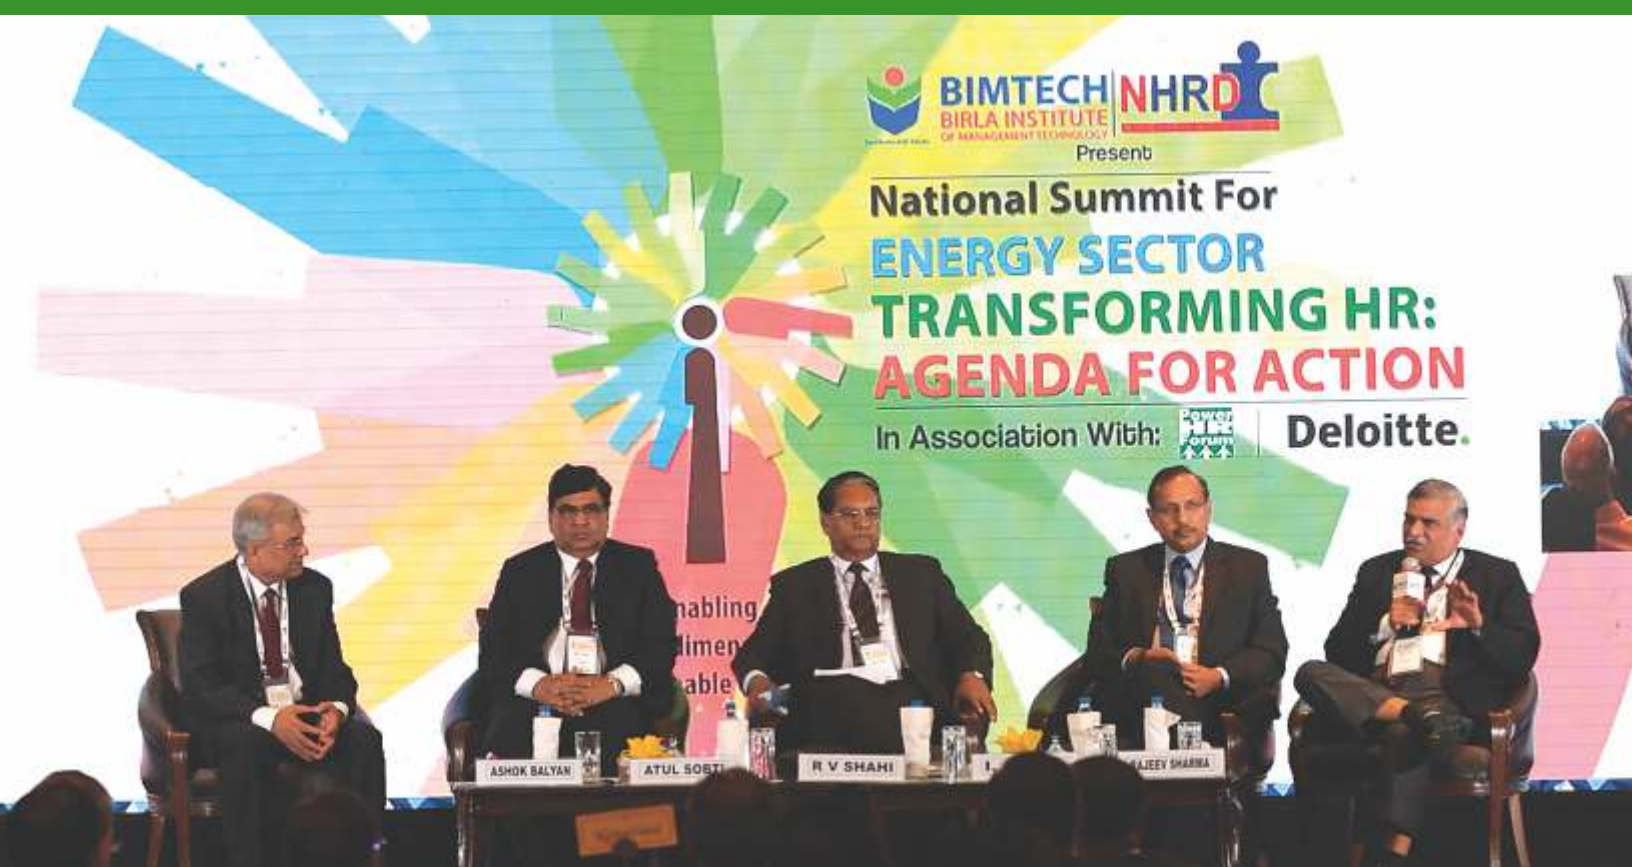 BIMTECH
BIRLA INSTITUTE
OF MANAGEMENT TECHNOLOGY
NHRD
Present
National Summit For
ENERGY SECTOR
TRANSFORMING HR:
AGENDA FOR ACTION
In Association With:
Power
HR
Forum
Deloitte.
nabling
dimen
able
ASHOK BALYAN
ATUL SOBTI
R V SHAHI
RAJEEV SHARMA